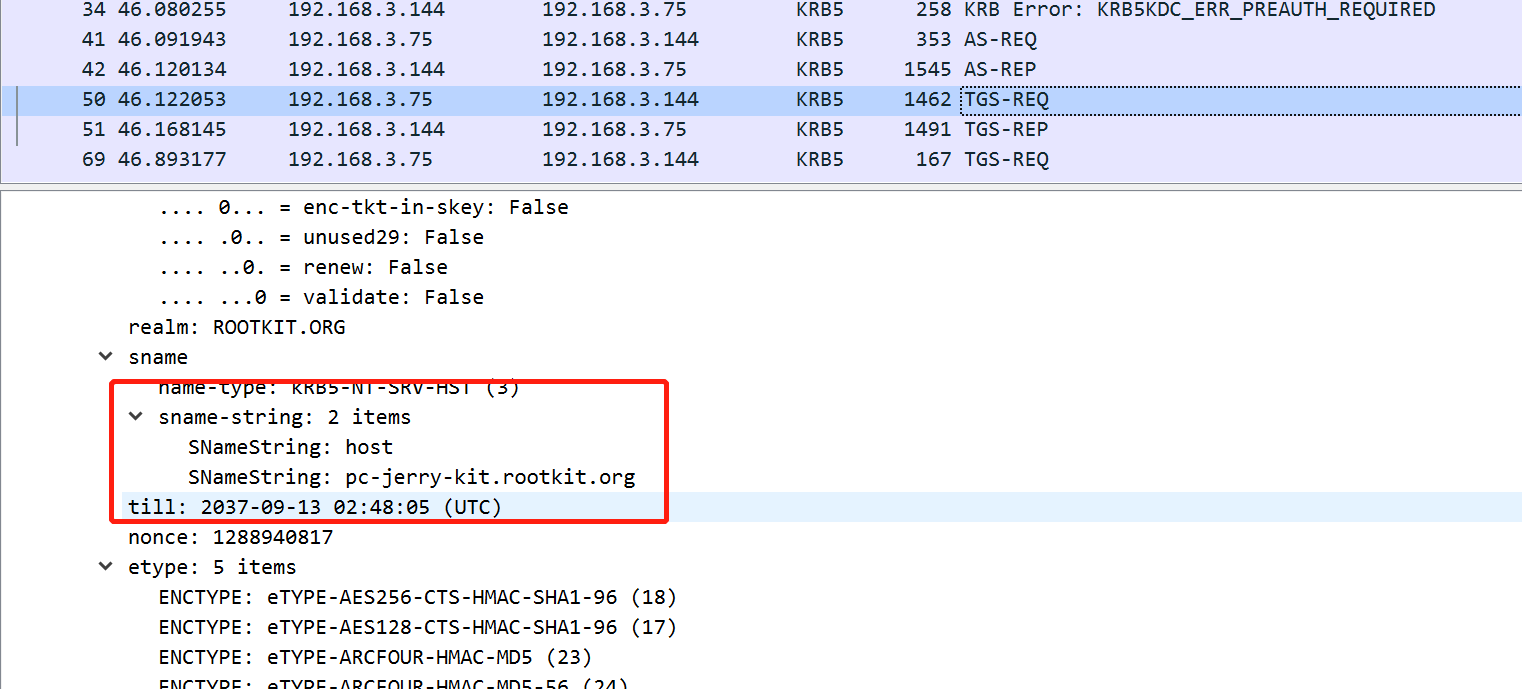 34 46.080255 192.168.3.144 192.168.3.75 KRB5 258 KRB Error: KRB5KDC_ERR_PREAUTH_REQUIRED
41 46.091943 192.168.3.75 192.168.3.144 KRB5 353 AS-REQ
42 46.120134 192.168.3.144 192.168.3.75 KRB5 1545 AS-REP
50 46.122053 192.168.3.75 192.168.3.144 KRB5 1462 TGS-REQ
51 46.168145 192.168.3.144 192.168.3.75 KRB5 1491 TGS-REP
69 46.893177 192.168.3.75 192.168.3.144 KRB5 167 TGS-REQ
.... 0... = enc-tkt-in-skey: False
.... .0.. = unused29: False
.... ..0. = renew: False
.... ...0 = validate: False
realm: ROOTKIT.ORG
sname
name-type: kRB5-NT-SRV-HST (3)
sname-string: 2 items
SNameString: host
SNameString: pc-jerry-kit.rootkit.org
till: 2037-09-13 02:48:05 (UTC)
nonce: 1288940817
etype: 5 items
ENCTYPE: eTYPE-AES256-CTS-HMAC-SHA1-96 (18)
ENCTYPE: eTYPE-AES128-CTS-HMAC-SHA1-96 (17)
ENCTYPE: eTYPE-ARCFOUR-HMAC-MD5 (23)
ENCTYPE: eTYPE-ARCFOUR-HMAC-MD5-56 (24)